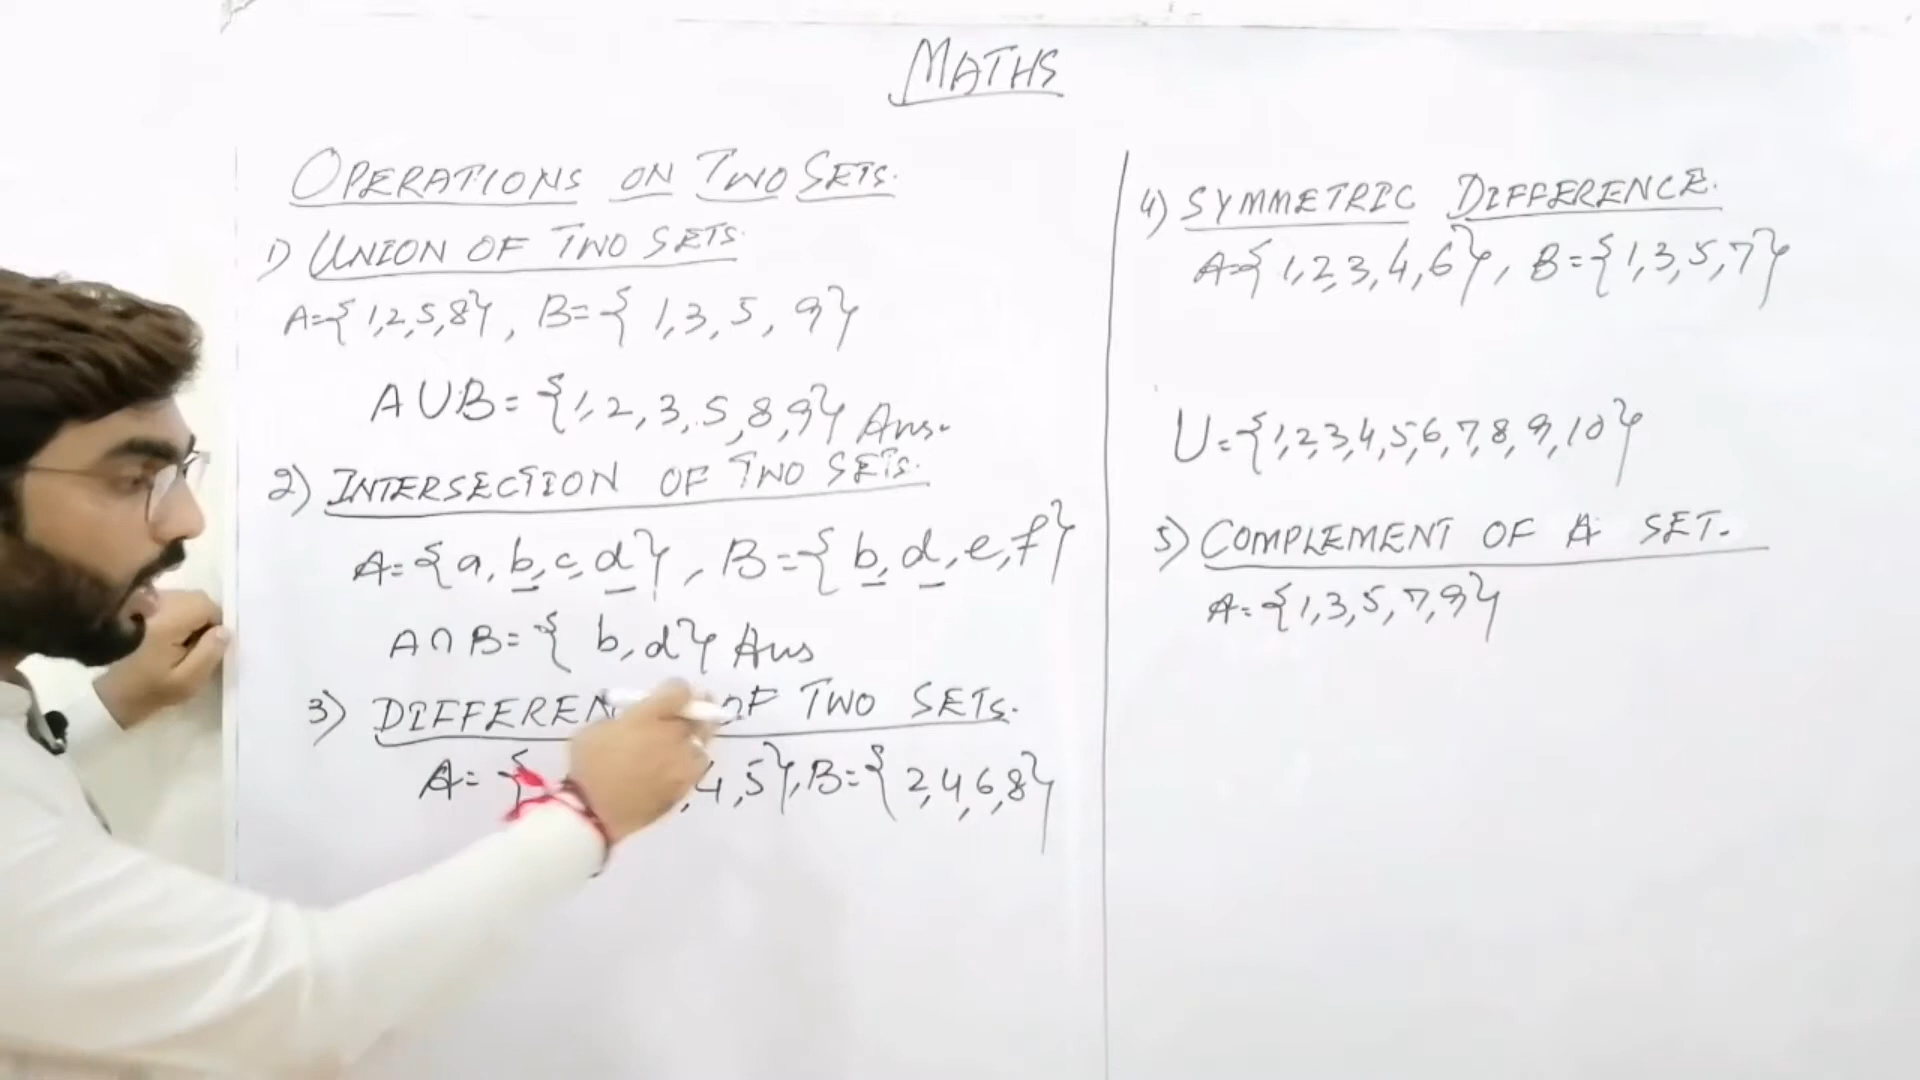 MATHS
OPERATIONS ON TWO SETS.
1) UNION OF TWO SETS.
A={1,2,5,8}, B={1,3,5,9}
A∪B={1,2,3,5,8,9} Ans.
2) INTERSECTION OF TWO SETS.
A={a,b,c,d}, B={b,d,e,f}
A∩B={b,d} Ans
3) DIFFEREN OF TWO SETS.
A={ ,4,5}, B={2,4,6,8}
4) SYMMETRIC DIFFERENCE.
A={1,2,3,4,6}, B={1,3,5,7}
U={1,2,3,4,5,6,7,8,9,10}
5) COMPLEMENT OF A SET.
A={1,3,5,7,9}